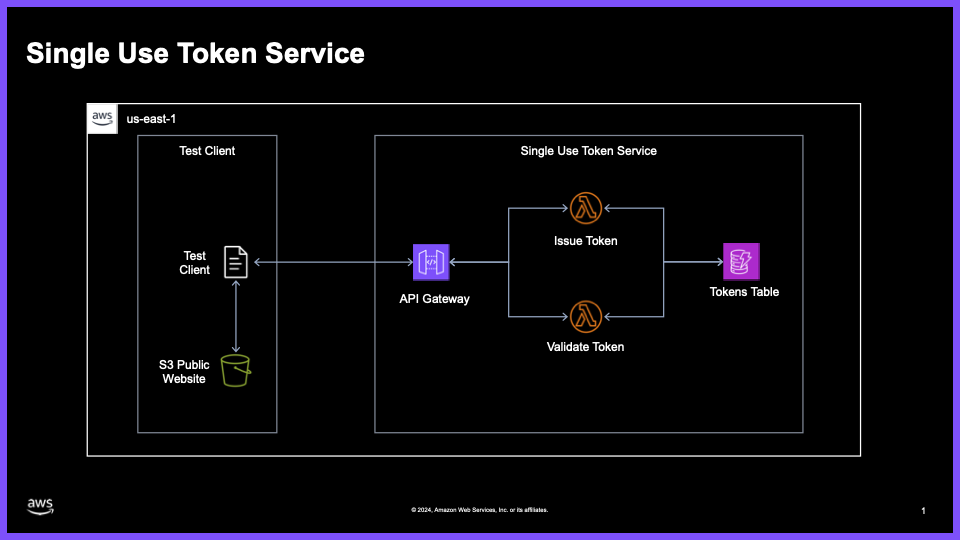 Single Use Token Service
aws
us-east-1
Test Client
Single Use Token Service
Issue Token
Test
Client
API Gateway
Tokens Table
Validate Token
S3 Public
Website
aws
© 2024, Amazon Web Services, Inc. or its affiliates.
1